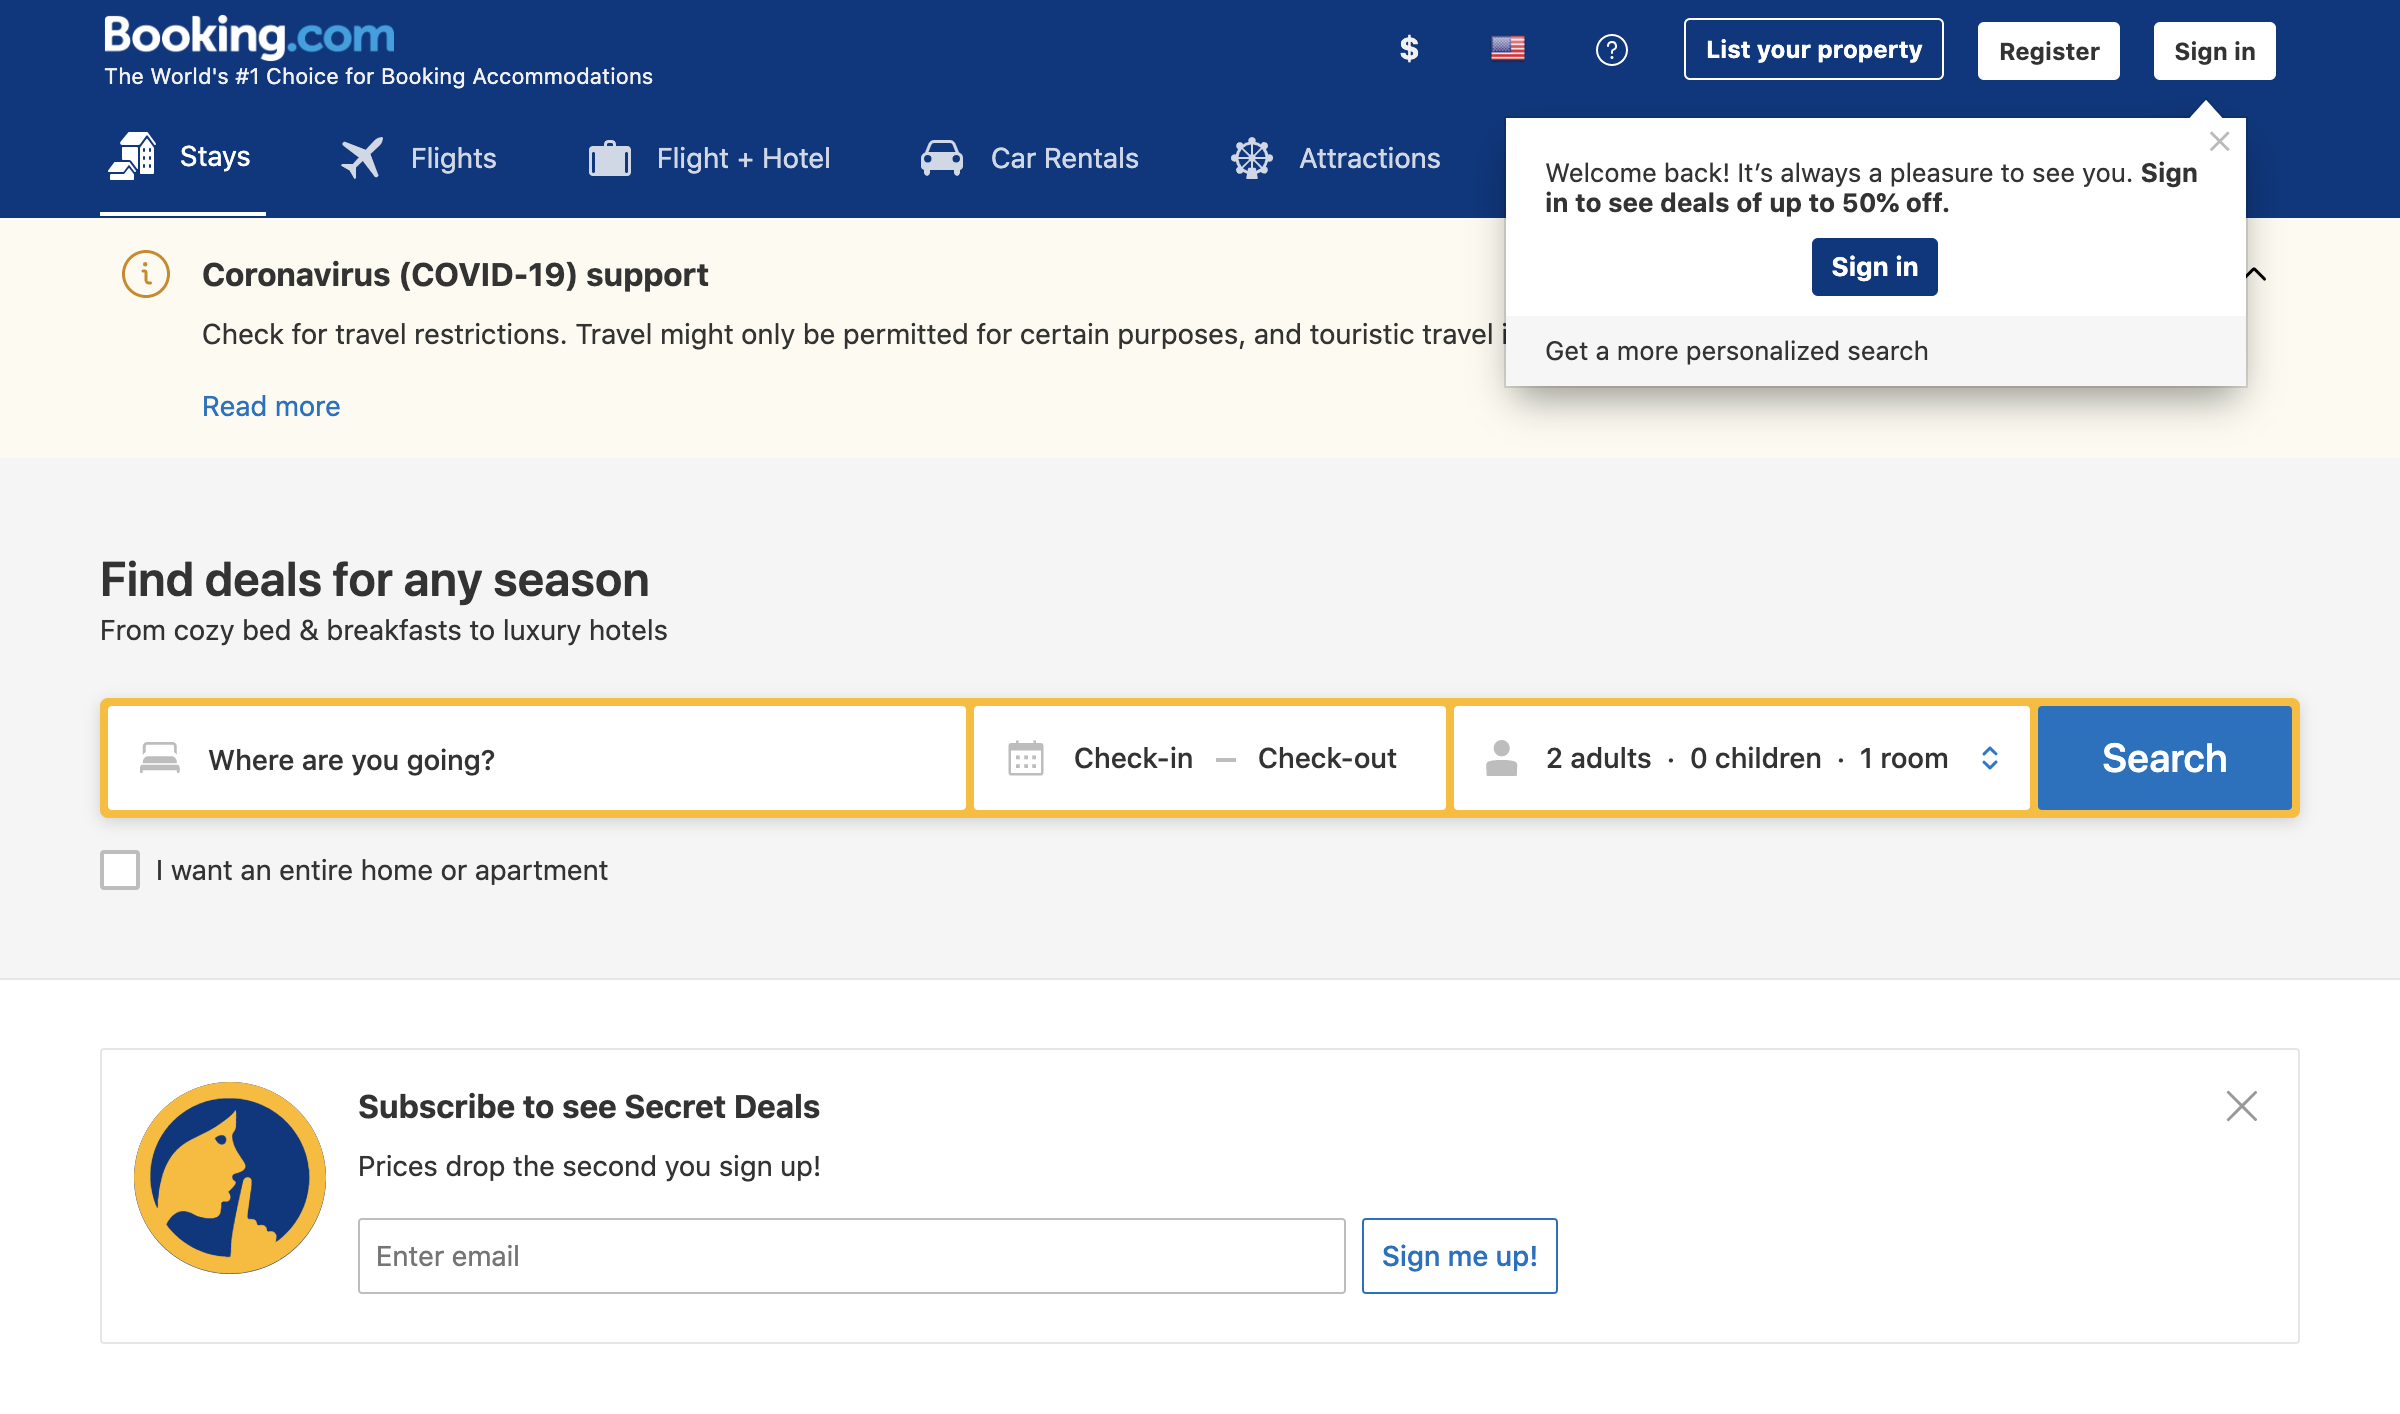 Booking.com
The World's #1 Choice for Booking Accommodations
$
?
List your property
Register
Sign in
Stays
Flights
Flight + Hotel
Car Rentals
Attractions
Welcome back! It’s always a pleasure to see you. Sign
in to see deals of up to 50% off.
Sign in
Get a more personalized search
Coronavirus (COVID-19) support
Check for travel restrictions. Travel might only be permitted for certain purposes, and touristic travel
Read more
Find deals for any season
From cozy bed & breakfasts to luxury hotels
Where are you going?
Check-in — Check-out
2 adults · 0 children · 1 room
Search
I want an entire home or apartment
Subscribe to see Secret Deals
Prices drop the second you sign up!
Enter email
Sign me up!